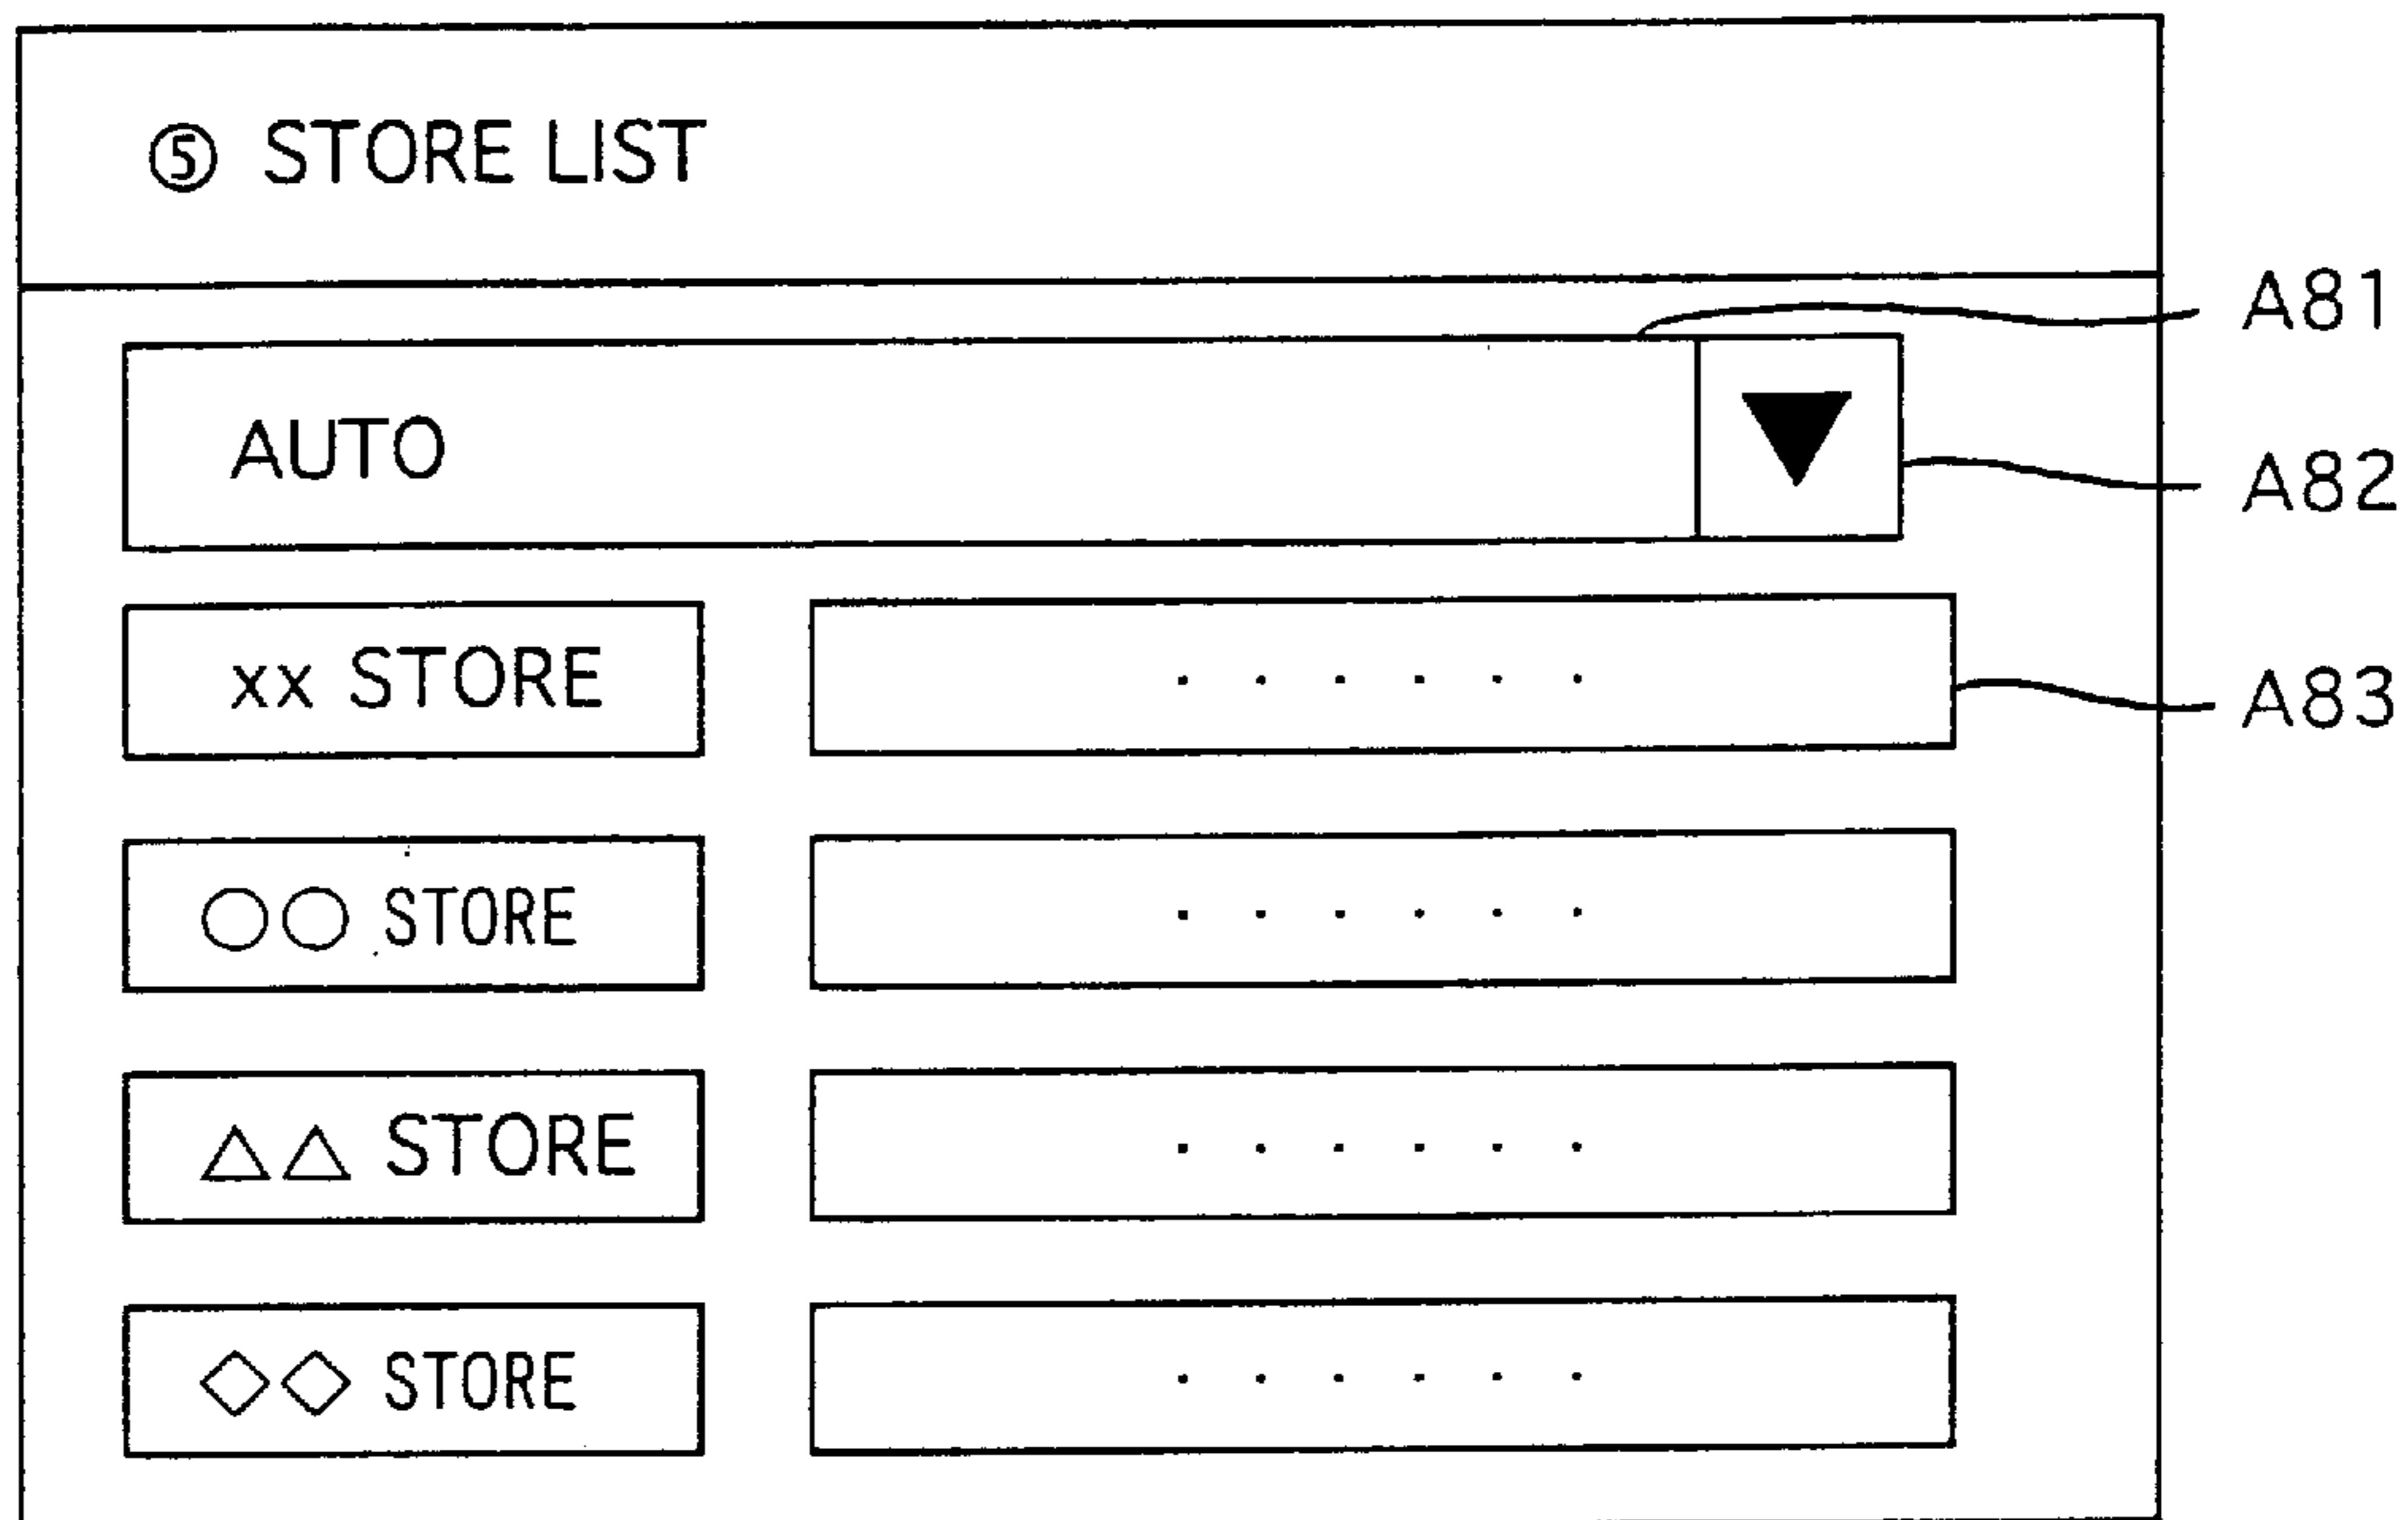 ⑤ STORE LIST
A81
AUTO ▼
A82
xx STORE ······
A83
○○ STORE ······
△△ STORE ······
◇◇ STORE ······